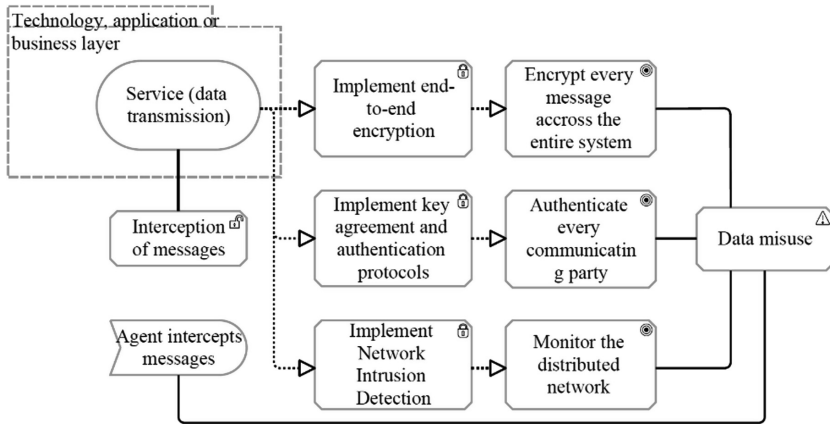 Technology, application or
business layer
Service (data
transmission)
Implement end-
to-end
encryption
Encrypt every
message
accross the
entire system
Interception
of messages
Implement key
agreement and
authentication
protocols
Authenticate
every
communicatin
g party
Data misuse
Agent intercepts
messages
Implement
Network
Intrusion
Detection
Monitor the
distributed
network